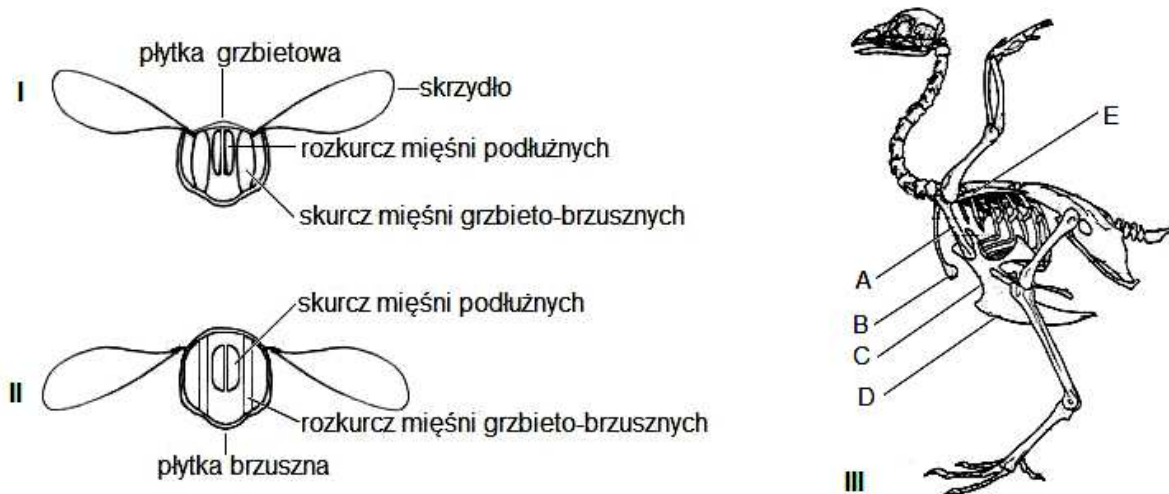 płytka grzbietowa
I
skrzydło
rozkurcz mięśni podłużnych
skurcz mięśni grzbieto-brzusznych
skurcz mięśni podłużnych
II
rozkurcz mięśni grzbieto-brzusznych
płytka brzuszna
E
A
B
C
D
III